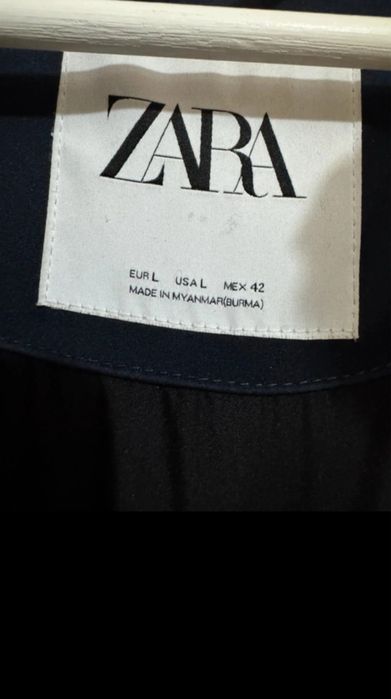 ZARA
EUR L USA L MEX 42
MADE IN MYANMAR(BURMA)